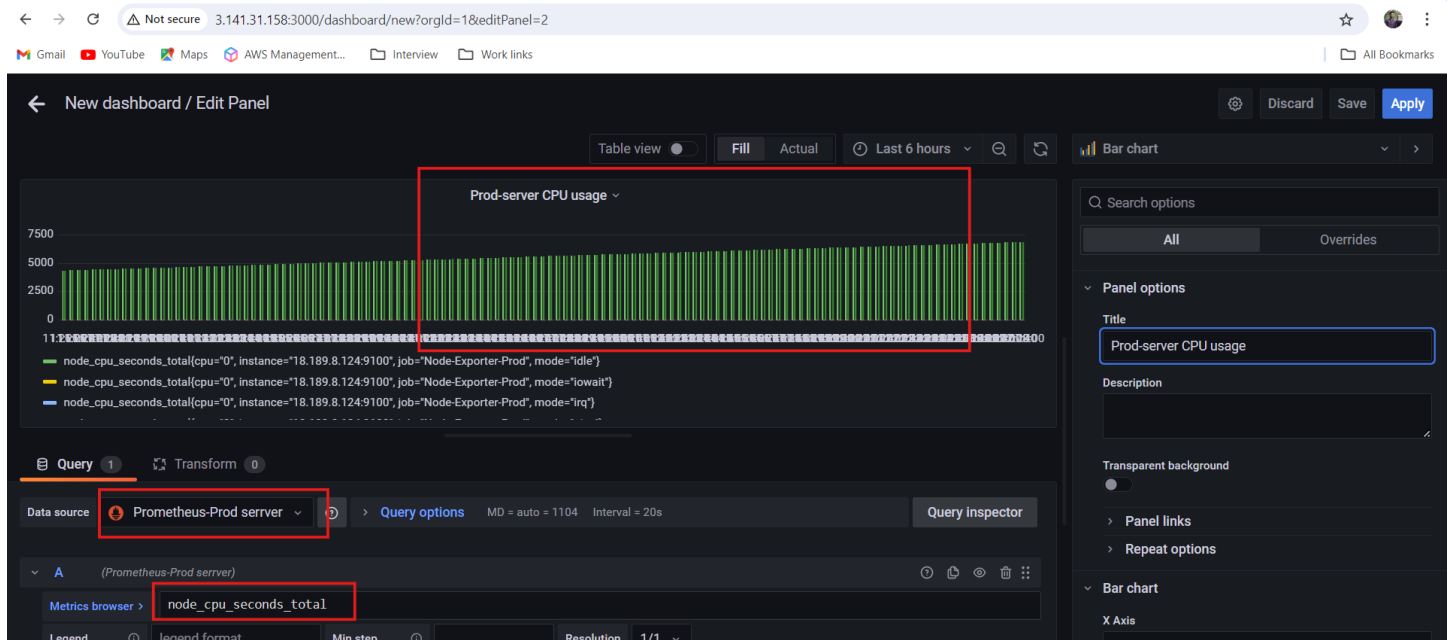 Not secure 3.141.31.158:3000/dashboard/new?orgId=1&editPanel=2
Gmail YouTube Maps AWS Management... Interview Work links All Bookmarks
New dashboard / Edit Panel Discard Save Apply
Table view Fill Actual Last 6 hours Bar chart
Prod-server CPU usage
Search options
All Overrides
7500
5000
2500
0
Panel options
Title
Prod-server CPU usage
Description
node_cpu_seconds_total{cpu="0", instance="18.189.8.124:9100", job="Node-Exporter-Prod", mode="idle"}
node_cpu_seconds_total{cpu="0", instance="18.189.8.124:9100", job="Node-Exporter-Prod", mode="iowait"}
node_cpu_seconds_total{cpu="0", instance="18.189.8.124:9100", job="Node-Exporter-Prod", mode="irq"}
Query 1 Transform 0
Transparent background
Data source Prometheus-Prod serrver Query options MD = auto = 1104 Interval = 20s Query inspector
Panel links
Repeat options
A (Prometheus-Prod serrver)
Bar chart
Metrics browser > node_cpu_seconds_total
X Axis
Legend legend format Min step Resolution 1/1